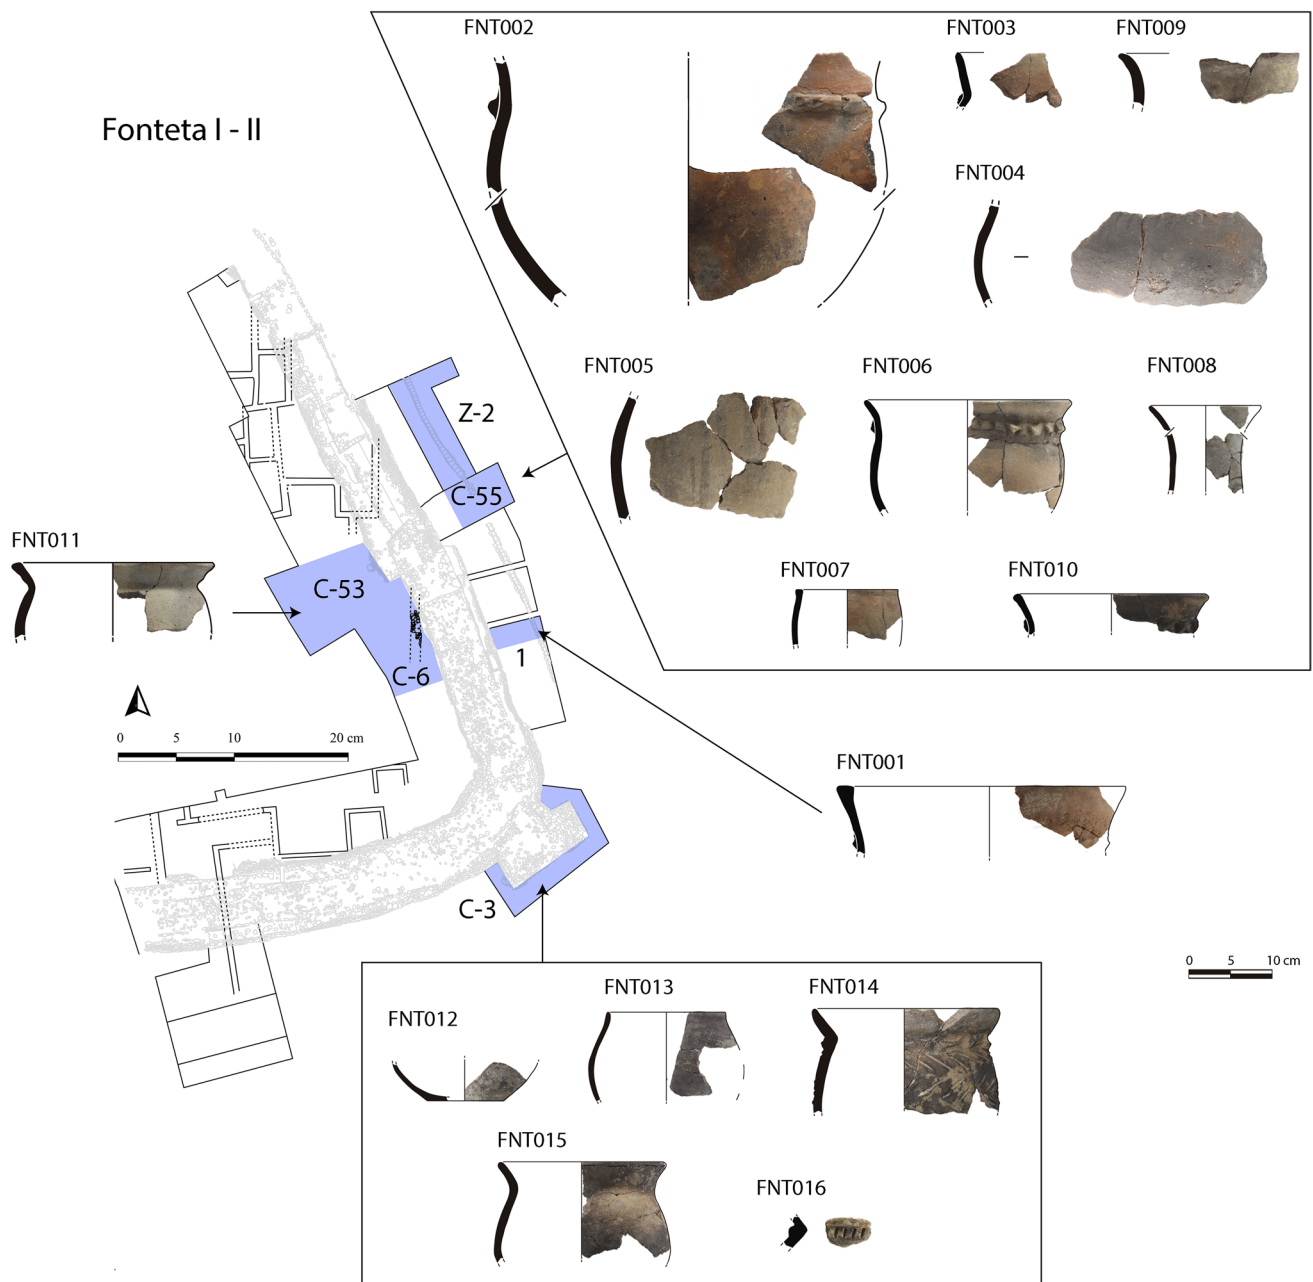 FNT002
FNT003
FNT009
Fonteta I - II
FNT004
FNT005
FNT006
FNT008
Z-2
C-55
FNT011
C-53
FNT007
FNT010
1
C-6
0 5 10 20 cm
FNT001
C-3
0 5 10 cm
FNT012
FNT013
FNT014
FNT015
FNT016